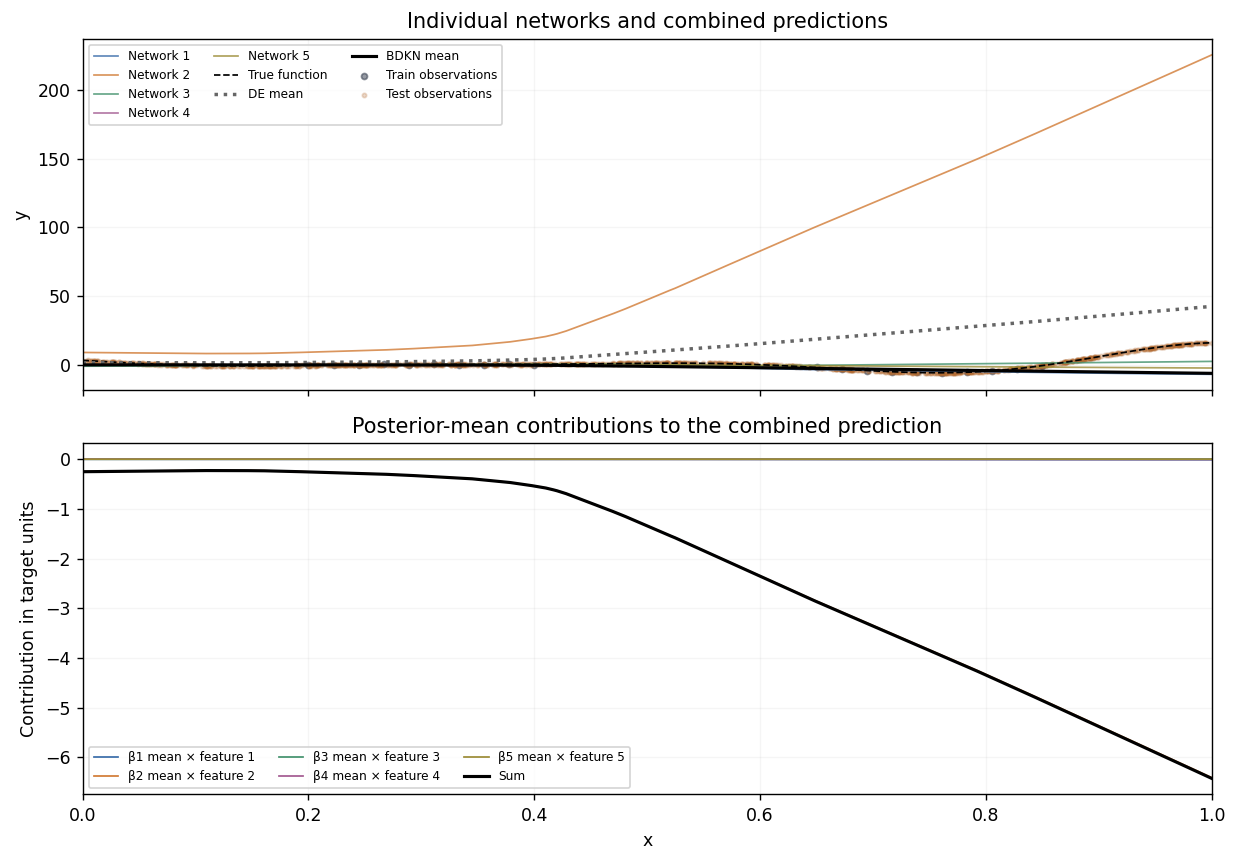 Individual networks and combined predictions
Network 1
Network 2
Network 3
Network 4
Network 5
True function
DE mean
BDKN mean
Train observations
Test observations
200
150
100
50
0
y
Posterior-mean contributions to the combined prediction
0
−1
−2
−3
−4
−5
−6
Contribution in target units
β1 mean × feature 1
β2 mean × feature 2
β3 mean × feature 3
β4 mean × feature 4
β5 mean × feature 5
Sum
0.0
0.2
0.4
0.6
0.8
1.0
x